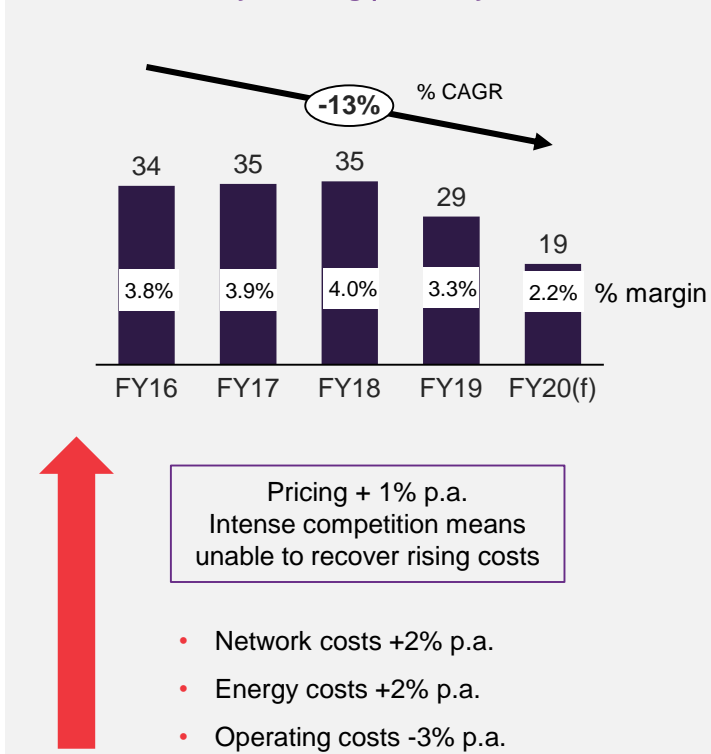 % CAGR
-13%
34 35 35 29 19
3.8% 3.9% 4.0% 3.3% 2.2% % margin
FY16 FY17 FY18 FY19 FY20(f)
Pricing + 1% p.a.
Intense competition means
unable to recover rising costs
• Network costs +2% p.a.
• Energy costs +2% p.a.
• Operating costs -3% p.a.